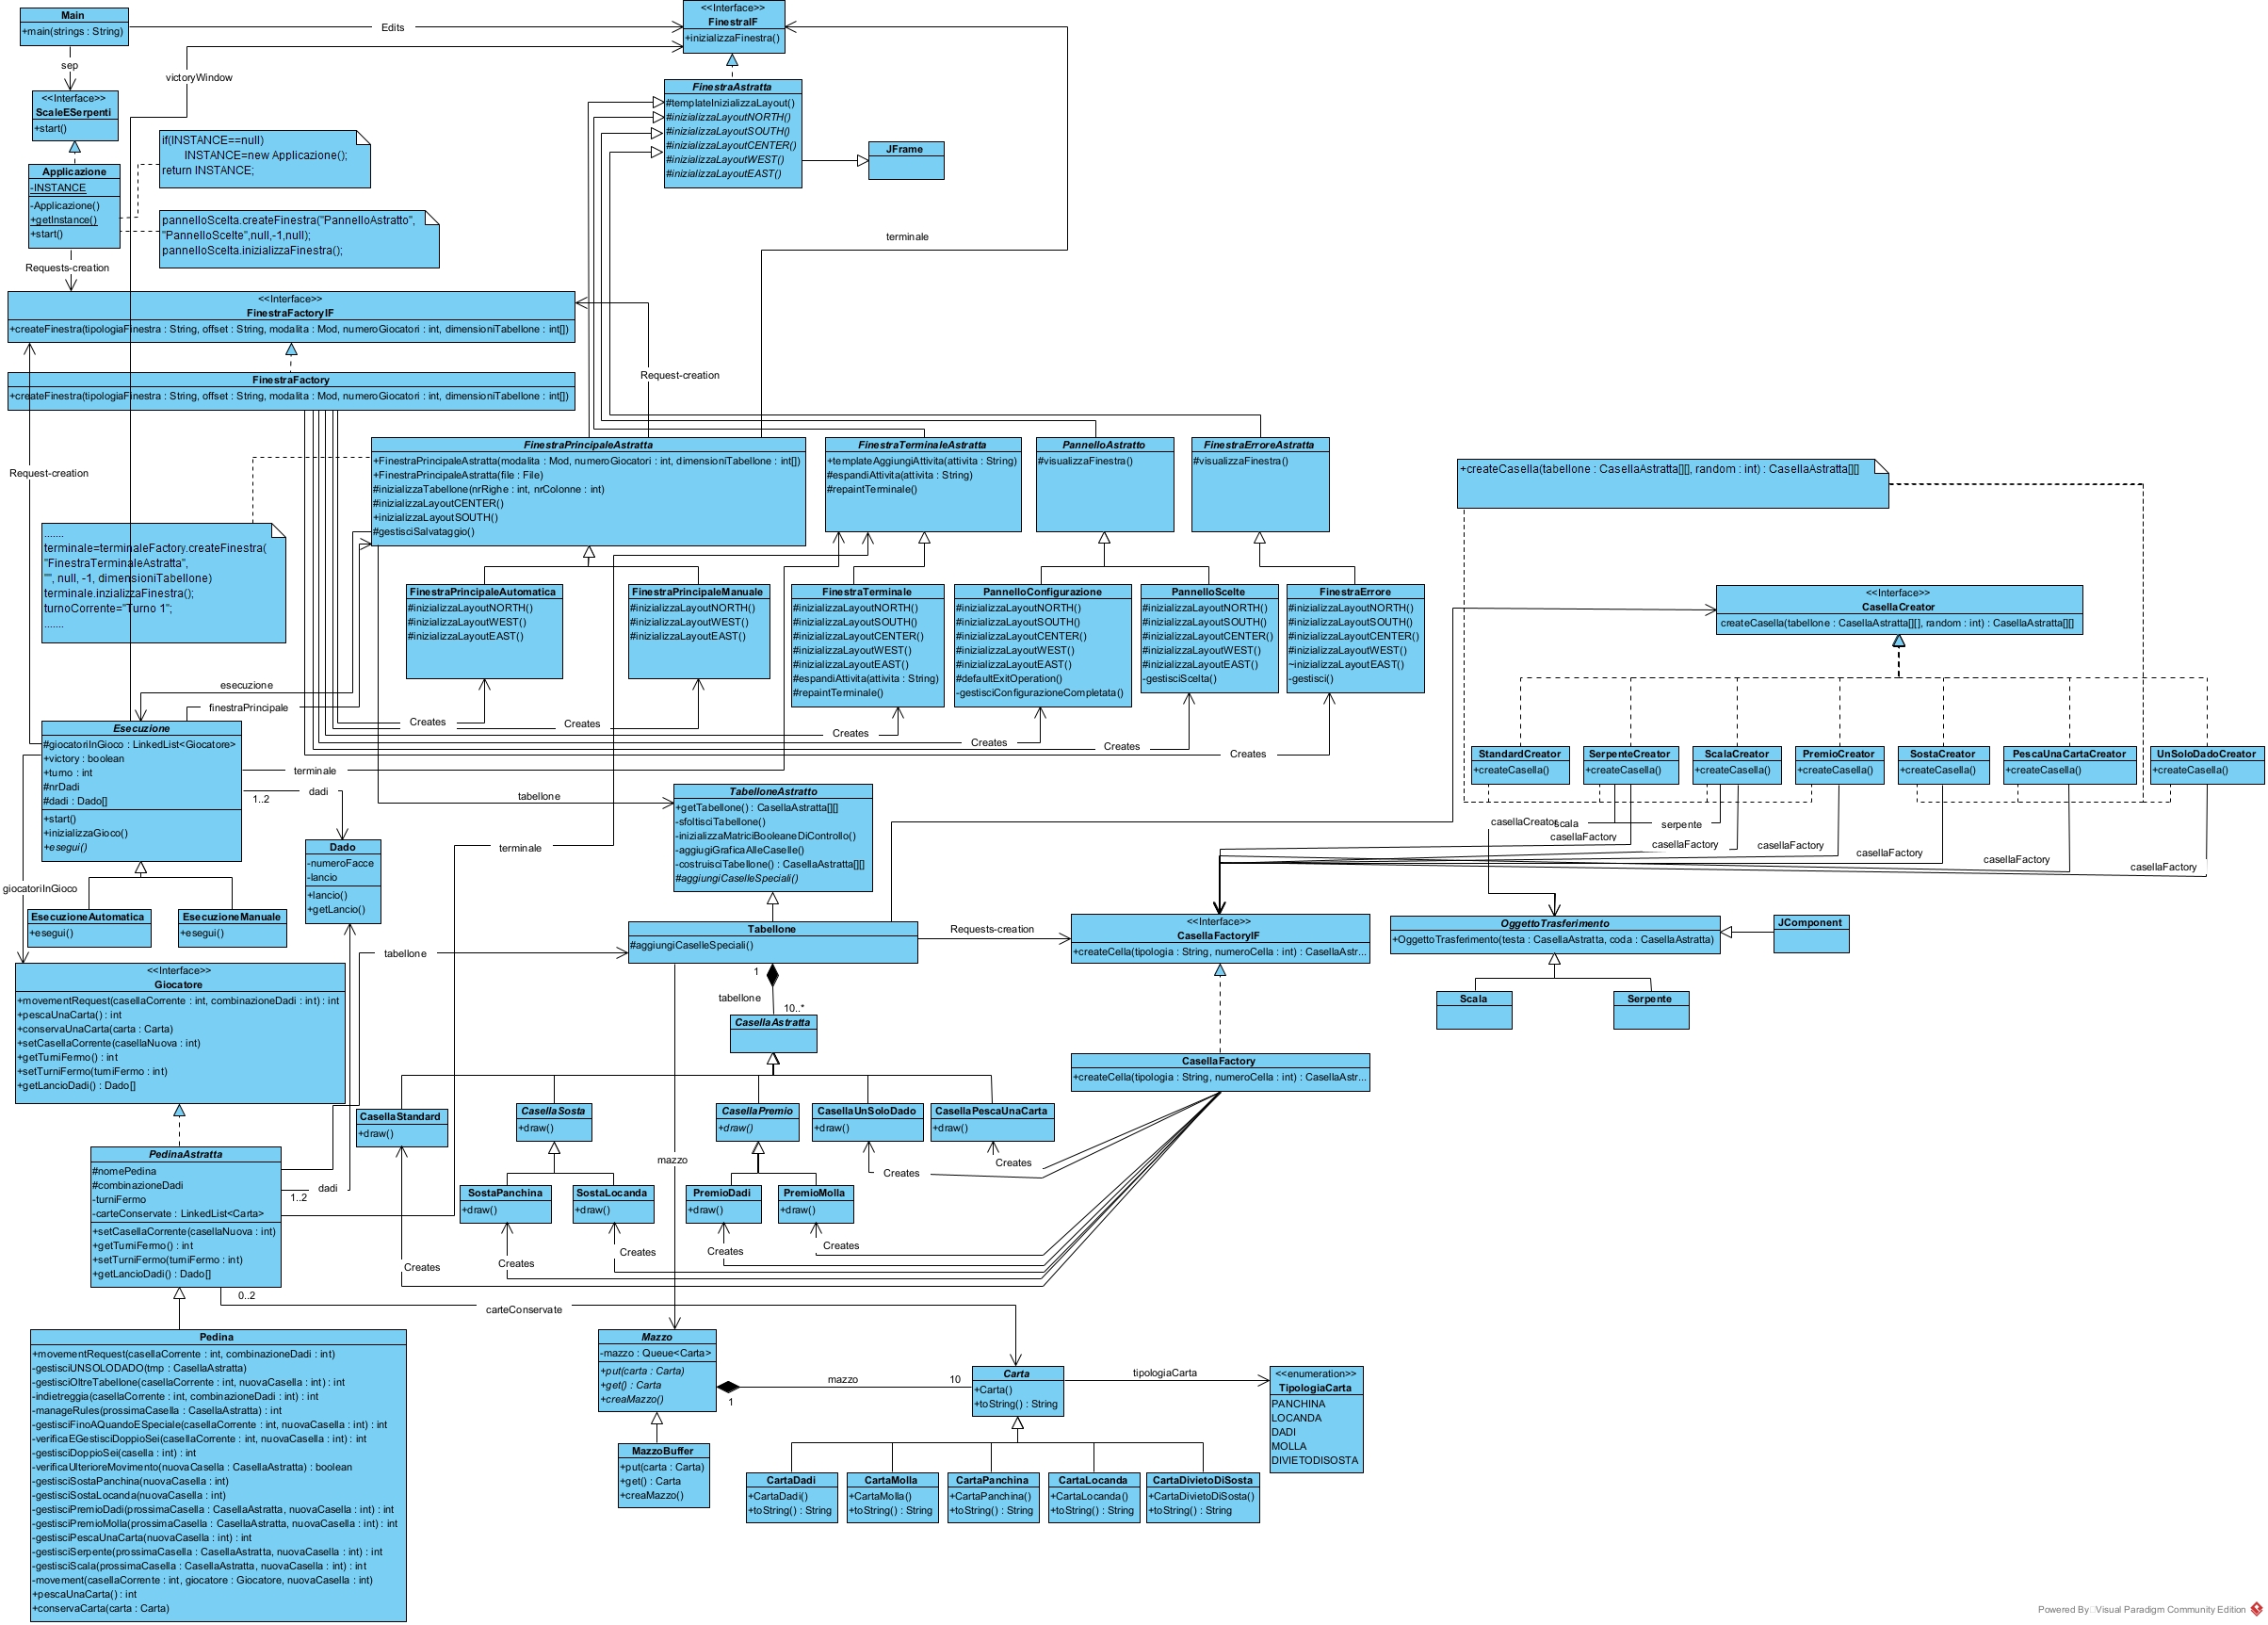 Main
+main(strings : String)
sep
Edits
victoryWindow
<<Interface>>
FinestraIF
+inizializzaFinestra()
<<Interface>>
ScaleESerpenti
+start()
Applicazione
-INSTANCE
-Applicazione()
+getInstance()
+start()
if(INSTANCE==null)
INSTANCE=new Applicazione();
return INSTANCE;
pannelloScelta.createFinestra("PannelloAstratto",
"PannelloScelte",null,-1,null);
pannelloScelta.inizializzaFinestra();
FinestraAstratta
#templateInizializzaLayout()
#inizializzaLayoutNORTH()
#inizializzaLayoutSOUTH()
#inizializzaLayoutCENTER()
#inizializzaLayoutWEST()
#inizializzaLayoutEAST()
JFrame
terminale
Requests-creation
<<Interface>>
FinestraFactoryIF
+createFinestra(tipologiaFinestra : String, offset : String, modalita : Mod, numeroGiocatori : int, dimensioniTabellone : int[])
FinestraFactory
+createFinestra(tipologiaFinestra : String, offset : String, modalita : Mod, numeroGiocatori : int, dimensioniTabellone : int[])
Request-creation
Request-creation
FinestraPrincipaleAstratta
+FinestraPrincipaleAstratta(modalita : Mod, numeroGiocatori : int, dimensioniTabellone : int[])
+FinestraPrincipaleAstratta(file : File)
#inizializzaTabellone(nrRighe : int, nrColonne : int)
#inizializzaLayoutCENTER()
+inizializzaLayoutSOUTH()
#gestisciSalvataggio()
FinestraTerminaleAstratta
+templateAggiungiAttivita(attivita : String)
#espandiAttivita(attivita : String)
#repaintTerminale()
PannelloAstratto
#visualizzaFinestra()
FinestraErroreAstratta
#visualizzaFinestra()
+createCasella(tabellone : CasellaAstratta[][], random : int) : CasellaAstratta[][]
.......
terminale=terminaleFactory.createFinestra(
"FinestraTerminaleAstratta",
"", null, -1, dimensioniTabellone)
terminale.inzializzaFinestra();
turnoCorrente="Turno 1";
.......
FinestraPrincipaleAutomatica
#inizializzaLayoutNORTH()
#inizializzaLayoutWEST()
#inizializzaLayoutEAST()
FinestraPrincipaleManuale
#inizializzaLayoutNORTH()
#inizializzaLayoutWEST()
#inizializzaLayoutEAST()
FinestraTerminale
#inizializzaLayoutNORTH()
#inizializzaLayoutSOUTH()
#inizializzaLayoutCENTER()
#inizializzaLayoutWEST()
#inizializzaLayoutEAST()
#espandiAttivita(attivita : String)
#repaintTerminale()
PannelloConfigurazione
#inizializzaLayoutNORTH()
#inizializzaLayoutSOUTH()
#inizializzaLayoutCENTER()
#inizializzaLayoutWEST()
#inizializzaLayoutEAST()
#defaultExitOperation()
-gestisciConfigurazioneCompletata()
PannelloScelte
#inizializzaLayoutNORTH()
#inizializzaLayoutSOUTH()
#inizializzaLayoutCENTER()
#inizializzaLayoutWEST()
#inizializzaLayoutEAST()
-gestisciScelta()
FinestraErrore
#inizializzaLayoutNORTH()
#inizializzaLayoutSOUTH()
#inizializzaLayoutCENTER()
#inizializzaLayoutWEST()
~inizializzaLayoutEAST()
-gestisci()
<<Interface>>
CasellaCreator
createCasella(tabellone : CasellaAstratta[][], random : int) : CasellaAstratta[][]
esecuzione
finestraPrincipale
Creates
Creates
Creates
Creates
Creates
Creates
Esecuzione
#giocatoriInGioco : LinkedList<Giocatore>
+victory : boolean
+turno : int
#nrDadi
#dadi : Dado[]
+start()
+inizializzaGioco()
+esegui()
terminale
1..2
dadi
Dado
-numeroFacce
-lancio
+lancio()
+getLancio()
StandardCreator
+createCasella()
SerpenteCreator
+createCasella()
ScalaCreator
+createCasella()
PremioCreator
+createCasella()
SostaCreator
+createCasella()
PescaUnaCartaCreator
+createCasella()
UnSoloDadoCreator
+createCasella()
tabellone
TabelloneAstratto
+getTabellone() : CasellaAstratta[][]
-sfoltisciTabellone()
-inizializzaMatriciBooleaneDiControllo()
-aggiugiGraficaAlleCaselle()
-costruisciTabellone() : CasellaAstratta[][]
#aggiungiCaselleSpeciali()
terminale
casellaCreator
scala
serpente
casellaFactory
casellaFactory
casellaFactory
casellaFactory
casellaFactory
casellaFactory
giocatoriInGioco
EsecuzioneAutomatica
+esegui()
EsecuzioneManuale
+esegui()
Tabellone
#aggiungiCaselleSpeciali()
Requests-creation
<<Interface>>
CasellaFactoryIF
+createCella(tipologia : String, numeroCella : int) : CasellaAstr...
OggettoTrasferimento
+OggettoTrasferimento(testa : CasellaAstratta, coda : CasellaAstratta)
JComponent
Scala
Serpente
tabellone
1
tabellone
10..*
CasellaAstratta
<<Interface>>
Giocatore
+movementRequest(casellaCorrente : int, combinazioneDadi : int) : int
+pescaUnaCarta() : int
+conservaUnaCarta(carta : Carta)
+setCasellaCorrente(casellaNuova : int)
+getTurniFermo() : int
+setTurniFermo(turniFermo : int)
+getLancioDadi() : Dado[]
CasellaFactory
+createCella(tipologia : String, numeroCella : int) : CasellaAstr...
CasellaStandard
+draw()
CasellaSosta
+draw()
CasellaPremio
+draw()
CasellaUnSoloDado
+draw()
CasellaPescaUnaCarta
+draw()
mazzo
Creates
Creates
PedinaAstratta
#nomePedina
#combinazioneDadi
-turniFermo
-carteConservate : LinkedList<Carta>
+setCasellaCorrente(casellaNuova : int)
+getTurniFermo() : int
+setTurniFermo(turniFermo : int)
+getLancioDadi() : Dado[]
1..2
dadi
SostaPanchina
+draw()
SostaLocanda
+draw()
PremioDadi
+draw()
PremioMolla
+draw()
Creates
Creates
Creates
Creates
Creates
0..2
carteConservate
Pedina
+movementRequest(casellaCorrente : int, combinazioneDadi : int)
-gestisciUNSOLODADO(tmp : CasellaAstratta)
-gestisciOltreTabellone(casellaCorrente : int, nuovaCasella : int) : int
-indietreggia(casellaCorrente : int, combinazioneDadi : int) : int
-manageRules(prossimaCasella : CasellaAstratta) : int
-gestisciFinoAQuandoESpeciale(casellaCorrente : int, nuovaCasella : int) : int
-verificaEGestisciDoppioSei(casellaCorrente : int, nuovaCasella : int) : int
-gestisciDoppioSei(casella : int) : int
-verificaUlterioreMovimento(nuovaCasella : CasellaAstratta) : boolean
-gestisciSostaPanchina(nuovaCasella : int)
-gestisciSostaLocanda(nuovaCasella : int)
-gestisciPremioDadi(prossimaCasella : CasellaAstratta, nuovaCasella : int) : int
-gestisciPremioMolla(prossimaCasella : CasellaAstratta, nuovaCasella : int) : int
-gestisciPescaUnaCarta(nuovaCasella : int) : int
-gestisciSerpente(prossimaCasella : CasellaAstratta, nuovaCasella : int) : int
-gestisciScala(prossimaCasella : CasellaAstratta, nuovaCasella : int) : int
-movement(casellaCorrente : int, giocatore : Giocatore, nuovaCasella : int)
+pescaUnaCarta() : int
+conservaCarta(carta : Carta)
Mazzo
-mazzo : Queue<Carta>
+put(carta : Carta)
+get() : Carta
+creaMazzo()
1
mazzo
10
Carta
+Carta()
+toString() : String
tipologiaCarta
<<enumeration>>
TipologiaCarta
PANCHINA
LOCANDA
DADI
MOLLA
DIVIETODISOSTA
MazzoBuffer
+put(carta : Carta)
+get() : Carta
+creaMazzo()
CartaDadi
+CartaDadi()
+toString() : String
CartaMolla
+CartaMolla()
+toString() : String
CartaPanchina
+CartaPanchina()
+toString() : String
CartaLocanda
+CartaLocanda()
+toString() : String
CartaDivietoDiSosta
+CartaDivietoDiSosta()
+toString() : String
Powered By Visual Paradigm Community Edition